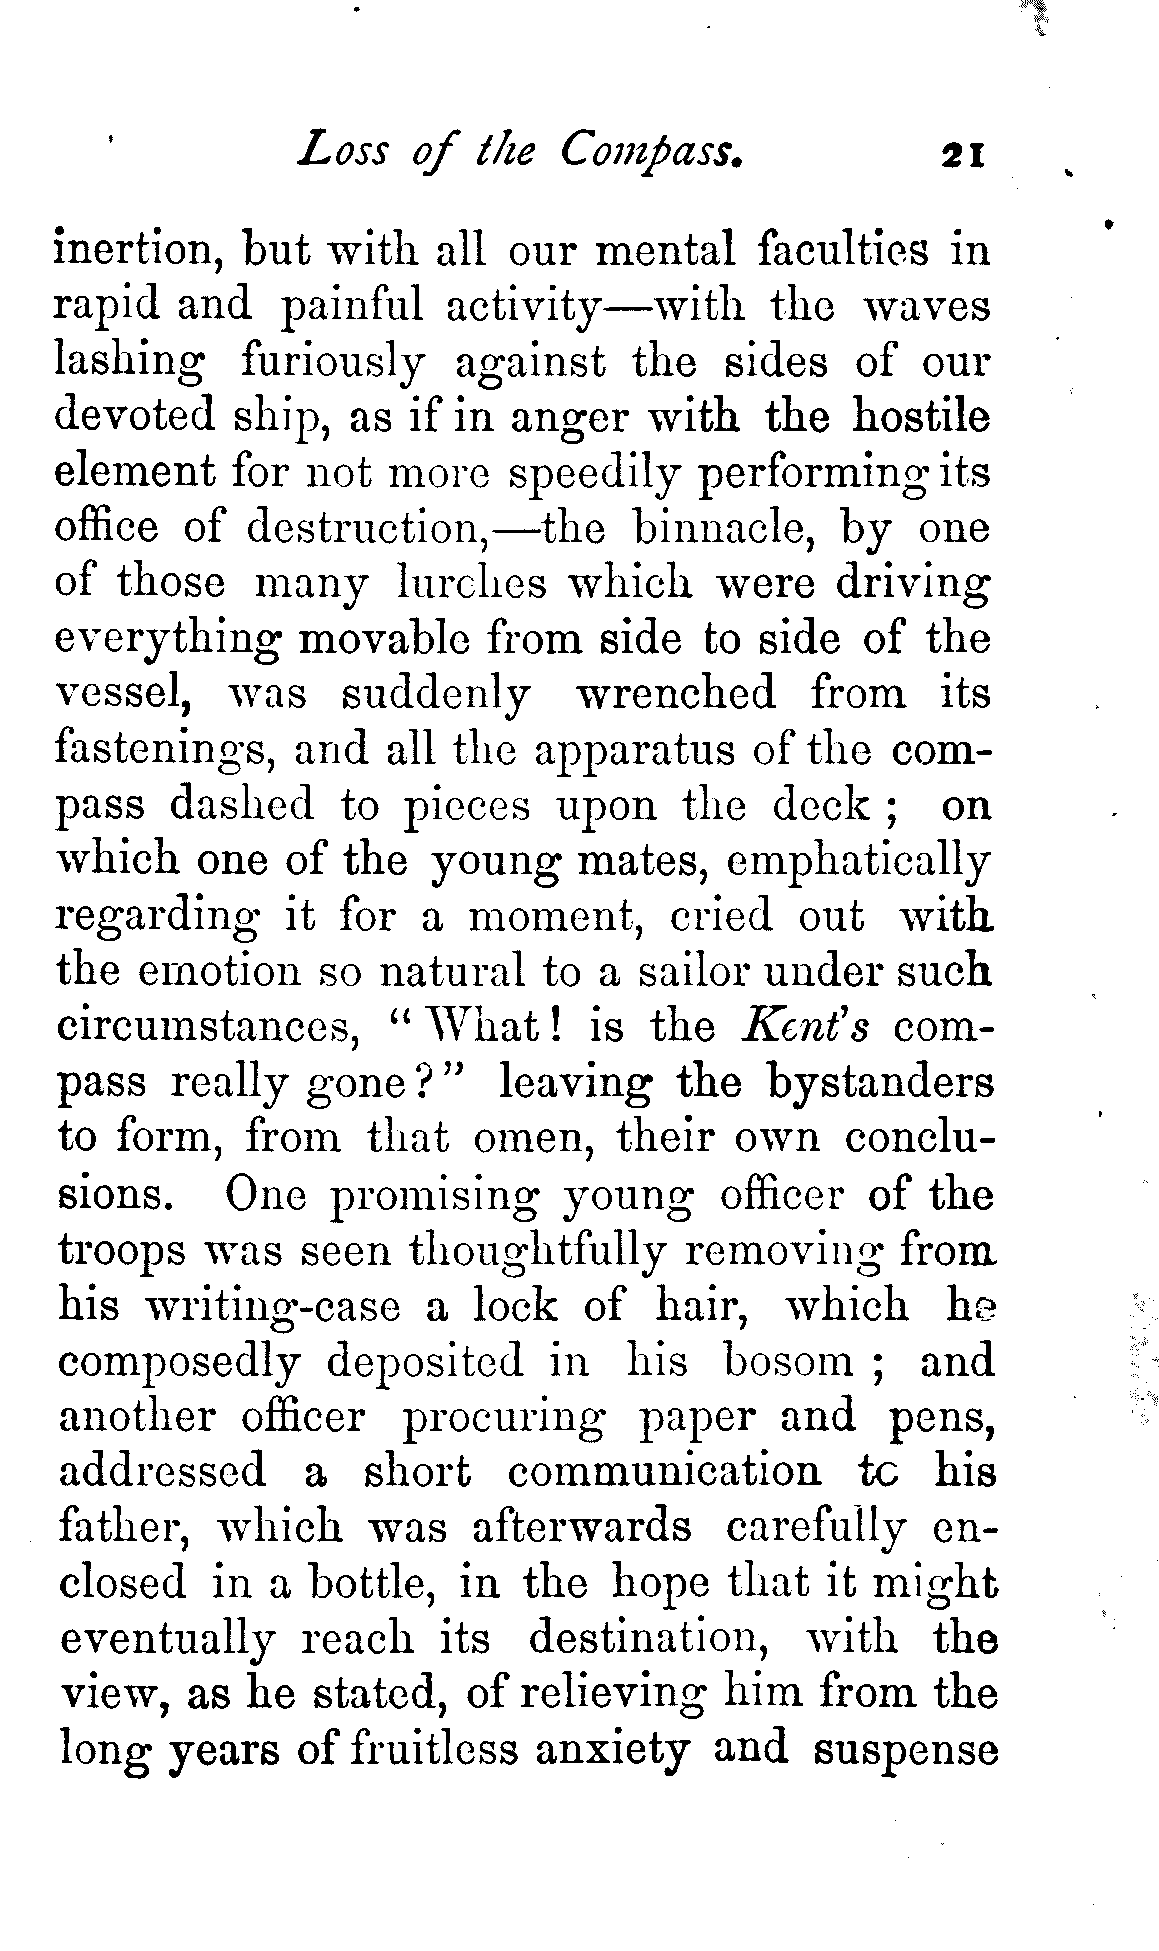 Loss of the Compass. 21
inertion, but with all our mental faculties in
rapid and painful activity—with the waves
lashing furiously against the sides of our
devoted ship, as if in anger with the hostile
element for not more speedily performing its
office of destruction,—the binnacle, by one
of those many lurches which were driving
everything movable from side to side of the
vessel, was suddenly wrenched from its
fastenings, and all the apparatus of the com-
pass dashed to pieces upon the deck ; on
which one of the young mates, emphatically
regarding it for a moment, cried out with
the emotion so natural to a sailor under such
circumstances, “ What! is the Kent's com-
pass really gone?” leaving the bystanders
to form, from that omen, their own conclu-
sions. One promising young officer of the
troops was seen thoughtfully removing from
his writing-case a lock of hair, which he
composedly deposited in his bosom ; and
another officer procuring paper and pens,
addressed a short communication to his
father, which was afterwards carefully en-
closed in a bottle, in the hope that it might
eventually reach its destination, with the
view, as he stated, of relieving him from the
long years of fruitless anxiety and suspense